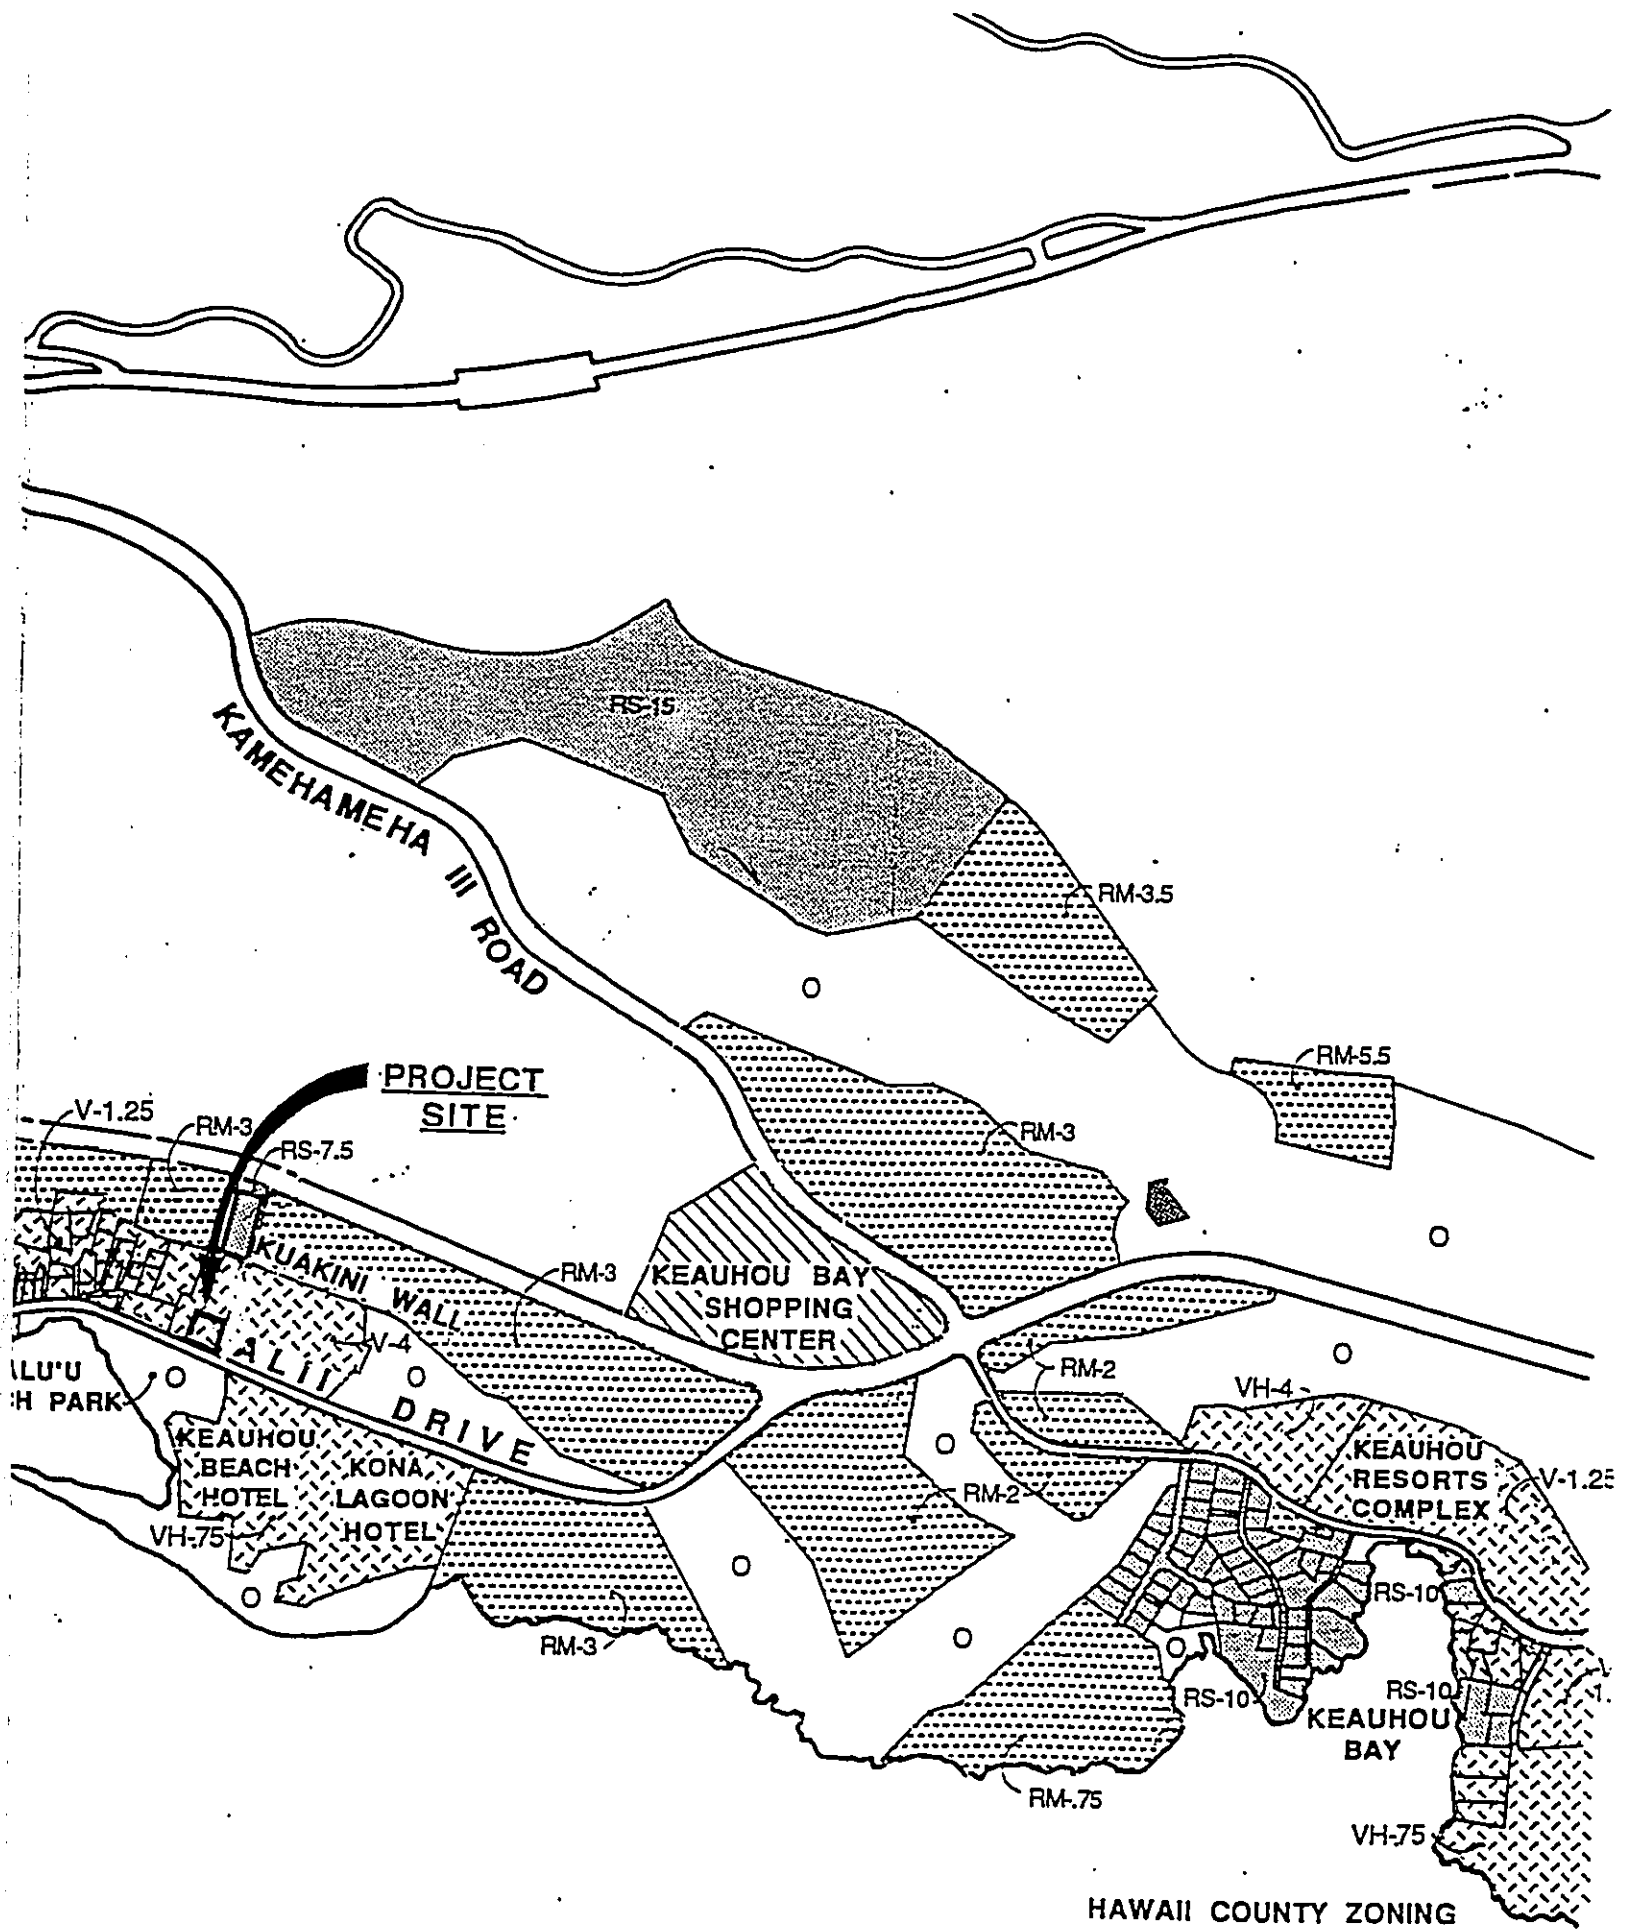 RS-15
KAMEHAMEHA III ROAD
RM-3.5
O
RM-5.5
PROJECT
SITE
V-1.25
RM-3
RS-7.5
RM-3
O
KUAKINI WALL
RM-3
KEAUHOU BAY
SHOPPING
CENTER
V-4
ALII DRIVE
O
O
O
RM-2
VH-4
ALU'U
CH PARK
KEAUHOU
BEACH
HOTEL
KONA
LAGOON
HOTEL
VH-.75
O
O
RM-2
KEAUHOU
RESORTS
COMPLEX
V-1.25
O
RS-10
RM-3
O
O
RS-10
RS-10
KEAUHOU
BAY
RM-.75
VH-.75
HAWAII COUNTY ZONING